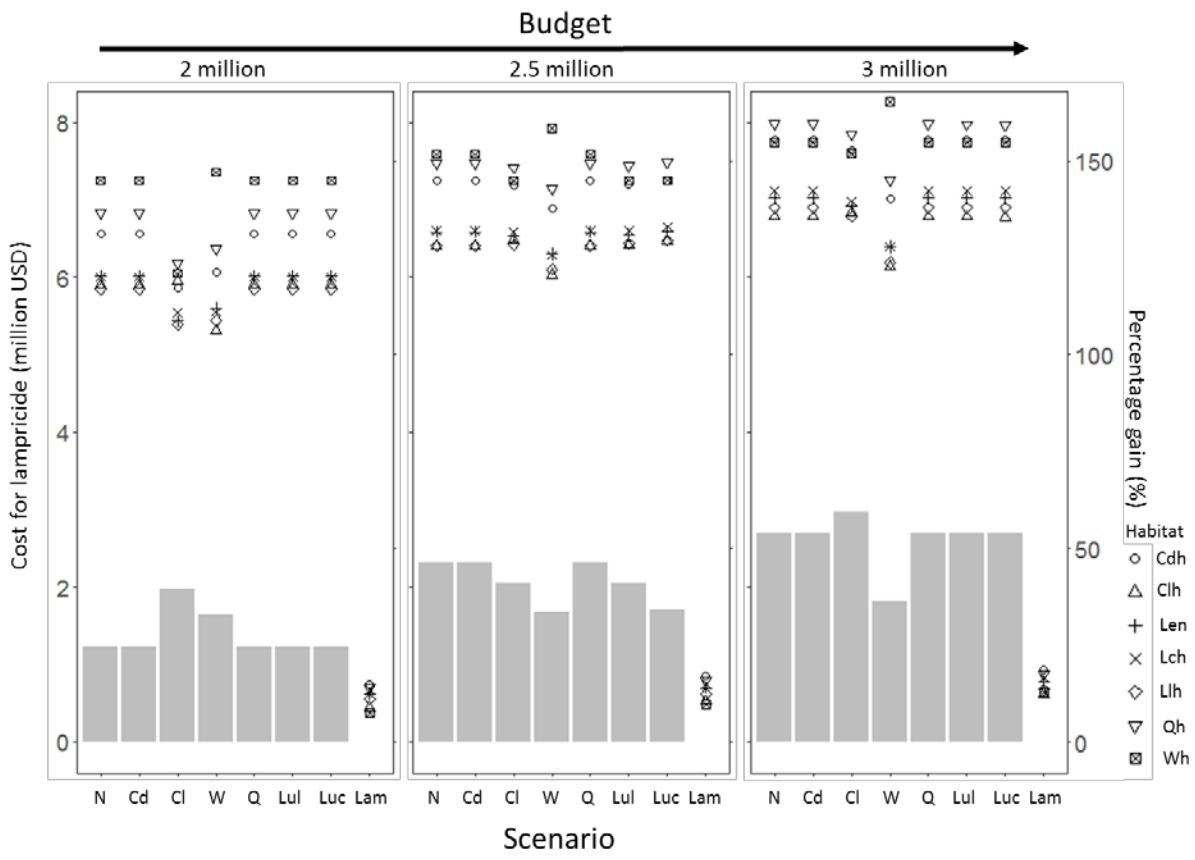 Budget
2 million 2.5 million 3 million
Cost for lampricide (million USD)
8
6
4
2
0
150
100
50
0
Percentage gain (%)
Habitat
Cdh
Clh
Len
Lch
Llh
Qh
Wh
N Cd Cl W Q Lul Luc Lam N Cd Cl W Q Lul Luc Lam N Cd Cl W Q Lul Luc Lam
Scenario